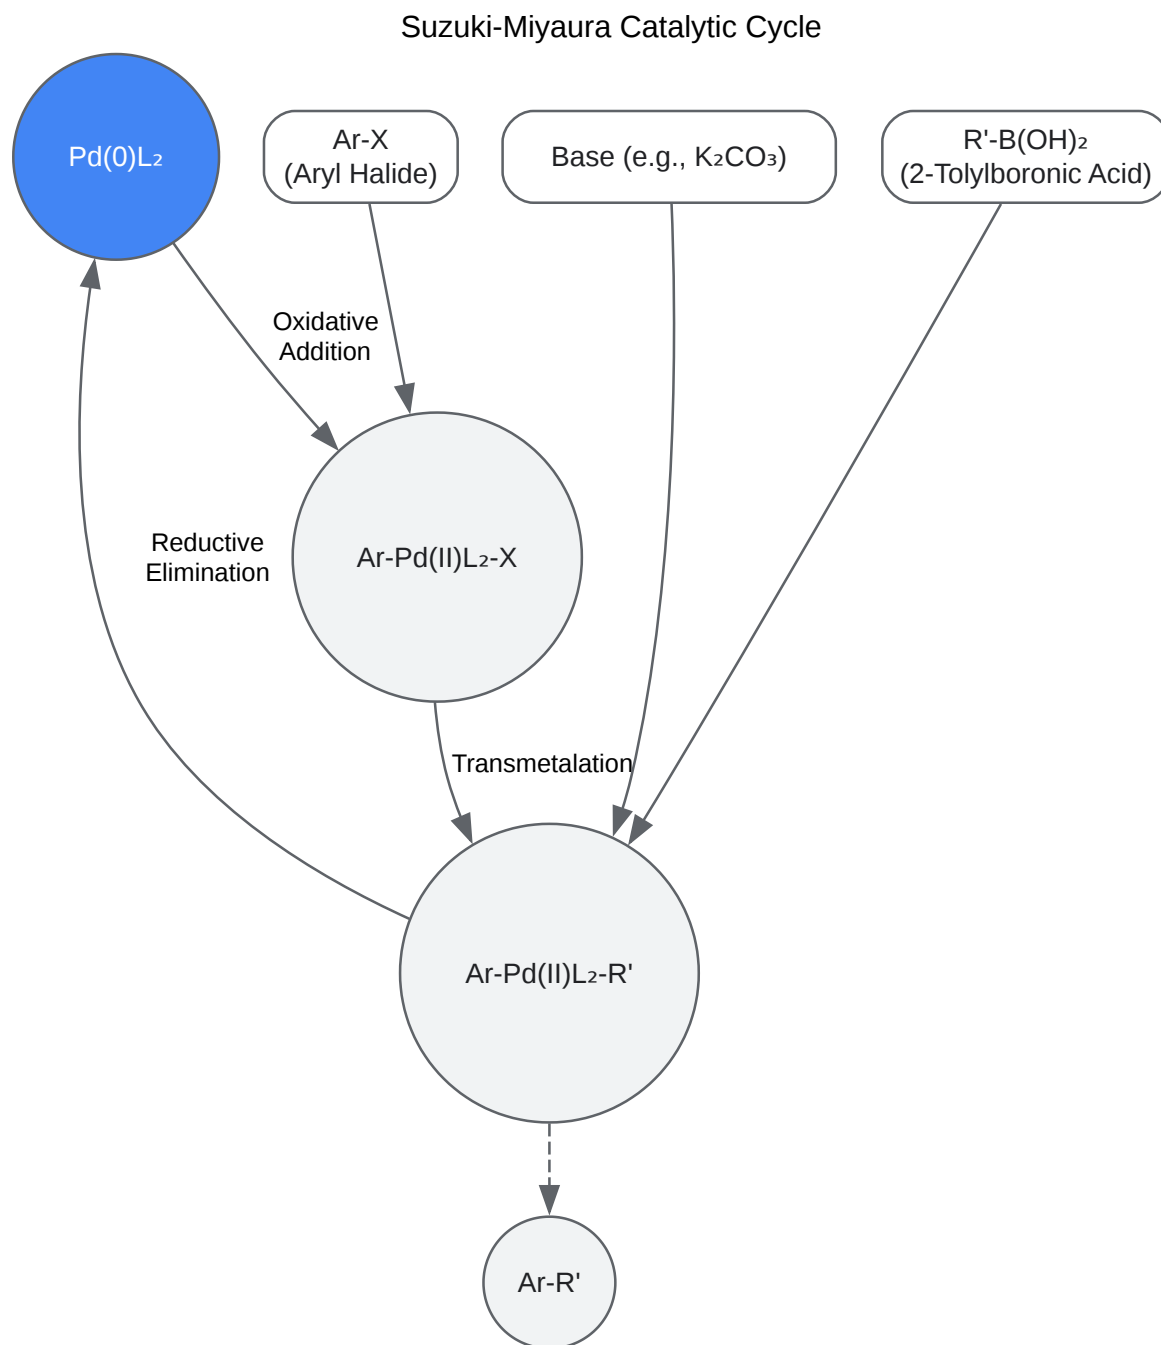 Suzuki-Miyaura Catalytic Cycle
Pd(0)L₂
Ar-X
(Aryl Halide)
Base (e.g., K₂CO₃)
R'-B(OH)₂
(2-Tolylboronic Acid)
Oxidative
Addition
Reductive
Elimination
Ar-Pd(II)L₂-X
Transmetalation
Ar-Pd(II)L₂-R'
Ar-R'